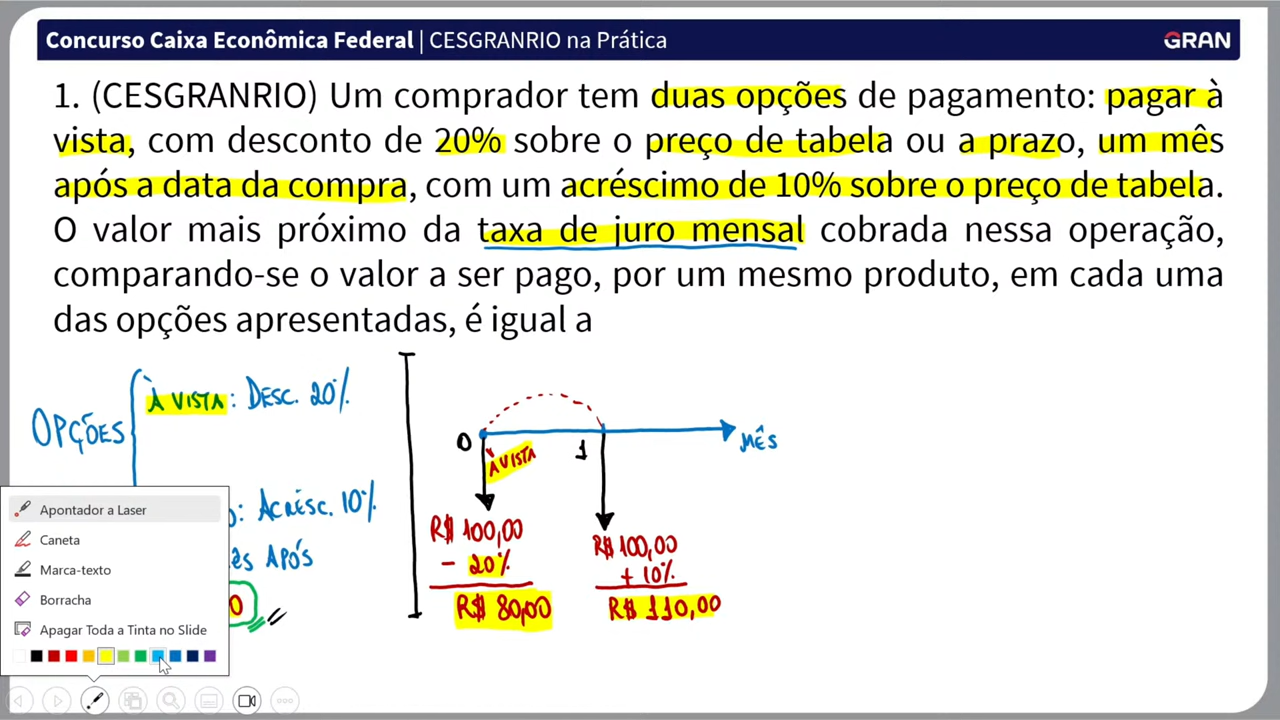 Concurso Caixa Econômica Federal | CESGRANRIO na Prática
GRAN
1. (CESGRANRIO) Um comprador tem duas opções de pagamento: pagar à
vista, com desconto de 20% sobre o preço de tabela ou a prazo, um mês
após a data da compra, com um acréscimo de 10% sobre o preço de tabela.
O valor mais próximo da taxa de juro mensal cobrada nessa operação,
comparando-se o valor a ser pago, por um mesmo produto, em cada uma
das opções apresentadas, é igual a
OPÇÕES
À VISTA: DESC. 20%
O: ACRÉSC. 10%
ÊS APÓS
0
0
1
MÊS
À VISTA
R$ 100,00
- 20%
R$ 80,00
R$ 100,00
+ 10%
R$ 110,00
Apontador a Laser
Caneta
Marca-texto
Borracha
Apagar Toda a Tinta no Slide